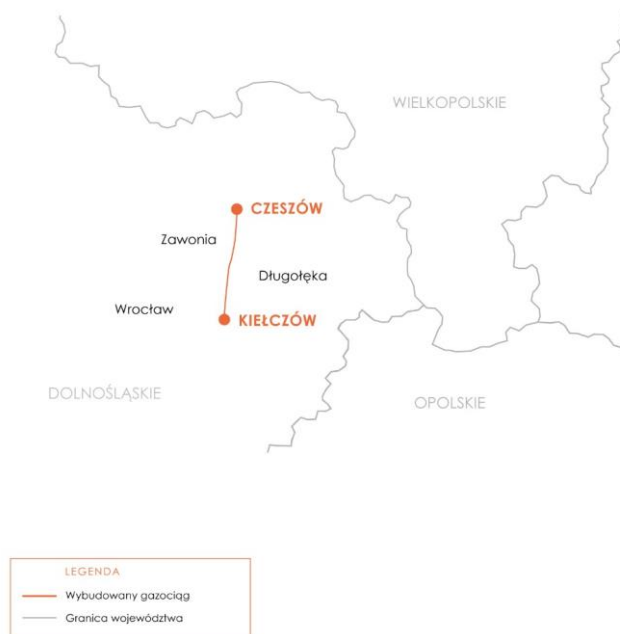 WIELKOPOLSKIE
CZESZÓW
Zawonia
Długołęka
Wrocław
KIEŁCZÓW
DOLNOŚLĄSKIE
OPOLSKIE
LEGENDA
Wybudowany gazociąg
Granica województwa